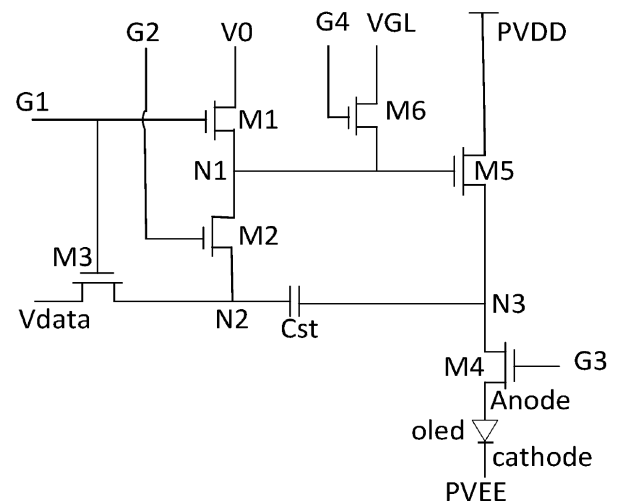 G2
V0
G4
VGL
PVDD
G1
M1
M6
N1
M5
M2
M3
Vdata
N2
Cst
N3
M4
G3
Anode
oled
cathode
PVEE